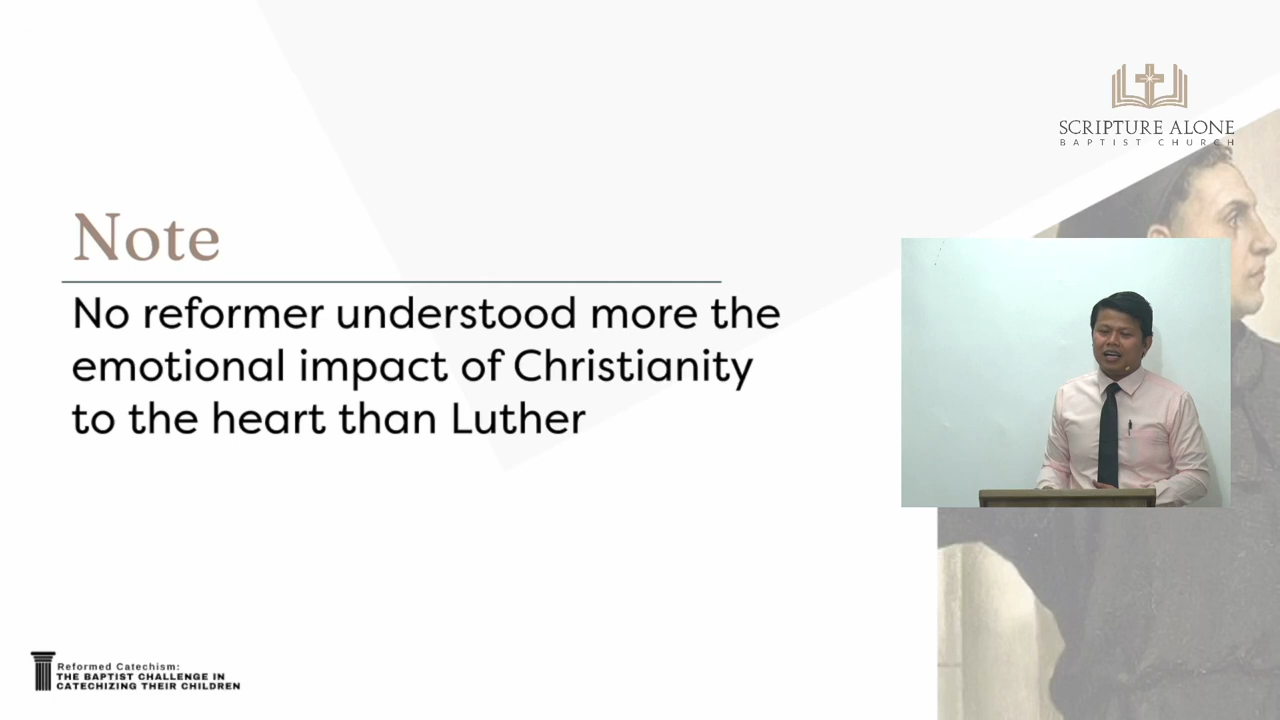 SCRIPTURE ALONE
BAPTIST CHURCH
Note
No reformer understood more the
emotional impact of Christianity
to the heart than Luther
Reformed Catechism:
THE BAPTIST CHALLENGE IN
CATECHIZING THEIR CHILDREN